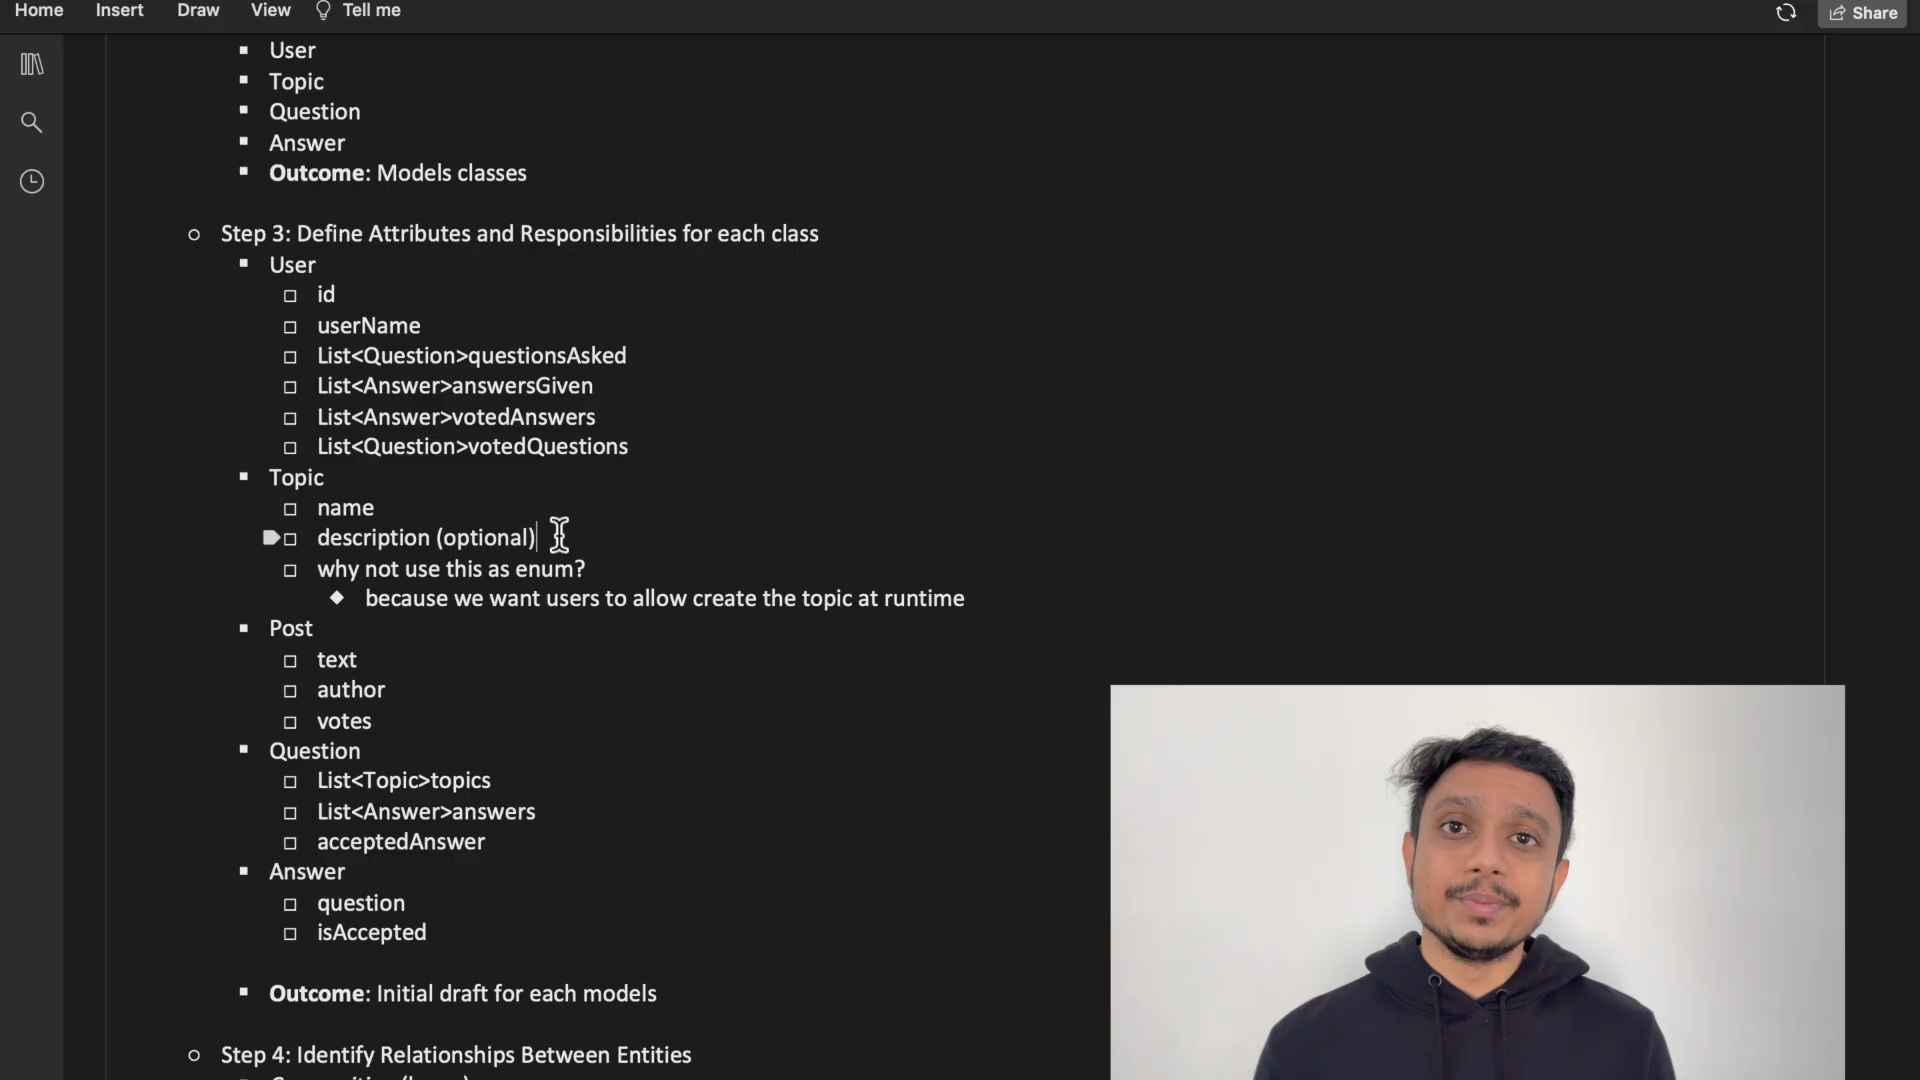 Home Insert Draw View Tell me Share
User
Topic
Question
Answer
Outcome: Models classes
Step 3: Define Attributes and Responsibilities for each class
User
id
userName
List<Question>questionsAsked
List<Answer>answersGiven
List<Answer>votedAnswers
List<Question>votedQuestions
Topic
name
description (optional)
why not use this as enum?
because we want users to allow create the topic at runtime
Post
text
author
votes
Question
List<Topic>topics
List<Answer>answers
acceptedAnswer
Answer
question
isAccepted
Outcome: Initial draft for each models
Step 4: Identify Relationships Between Entities